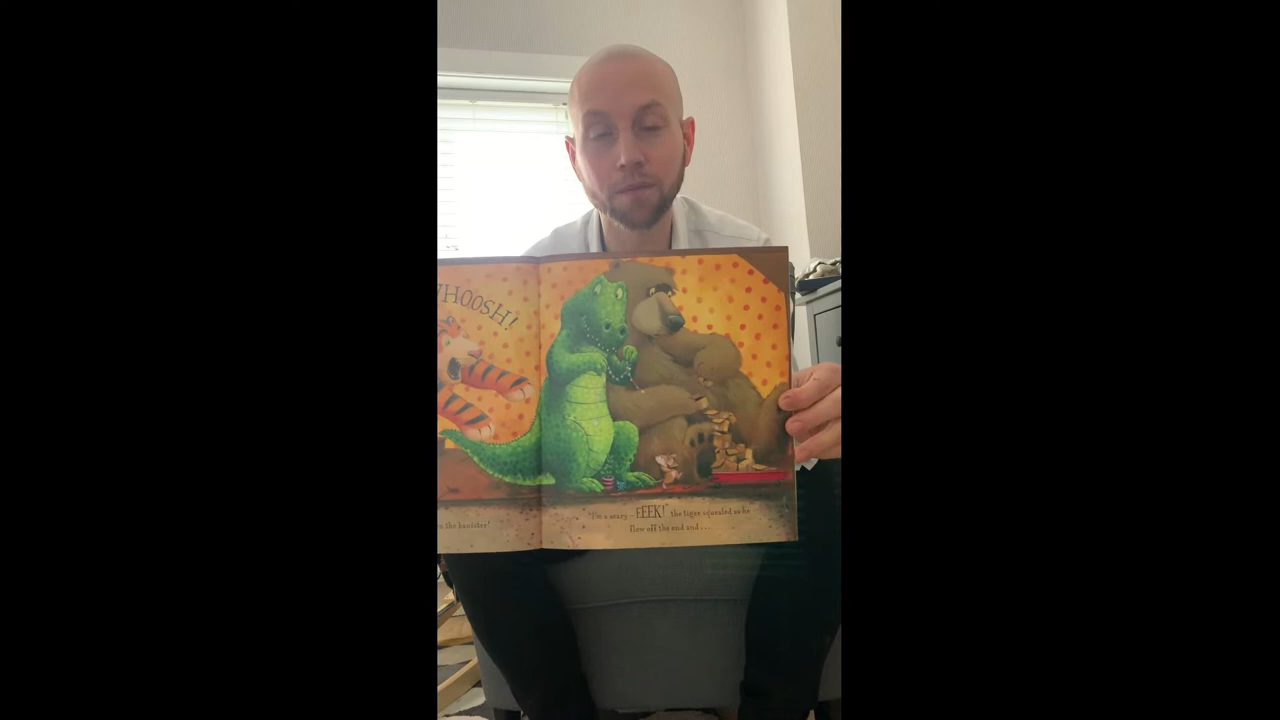 WHOOSH!
the banister!
"I'm a scary – EEEK!" the tiger squealed as he
flew off the end and . . .